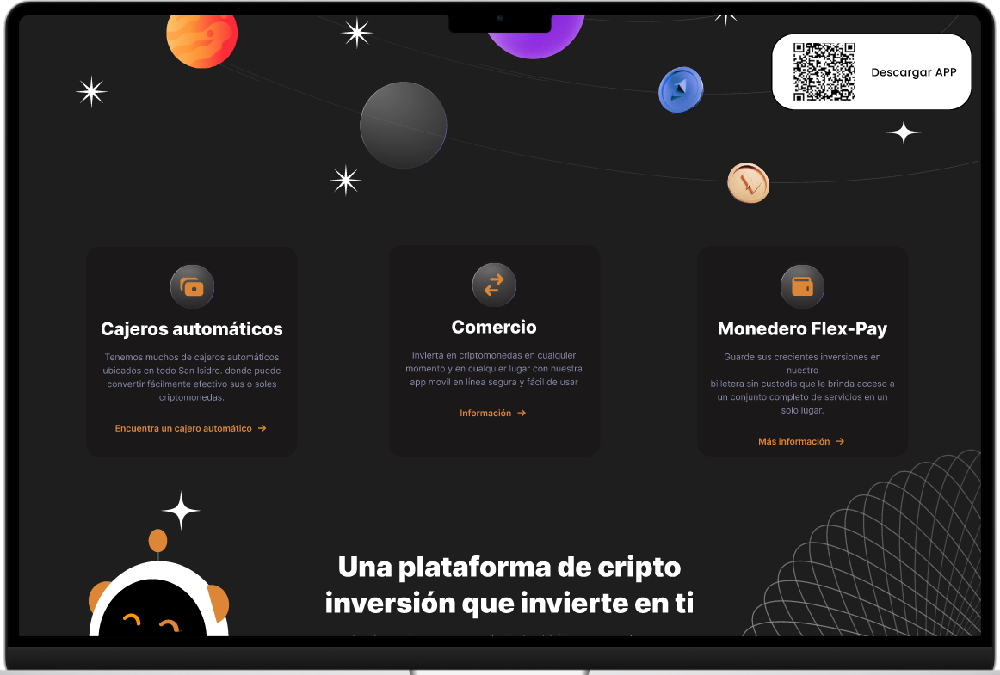 Descargar APP
Cajeros automáticos
Tenemos muchos de cajeros automáticos
ubicados en todo San Isidro. donde puede
convertir fácilmente efectivo sus o soles
criptomonedas.
Encuentra un cajero automático
Comercio
Invierta en criptomonedas en cualquier
momento y en cualquier lugar con nuestra
app movil en línea segura y fácil de usar
Información
Monedero Flex-Pay
Guarde sus crecientes inversiones en
nuestro
billetera sin custodia que le brinda acceso a
un conjunto completo de servicios en un
solo lugar.
Más información
Una plataforma de cripto
inversión que invierte en ti